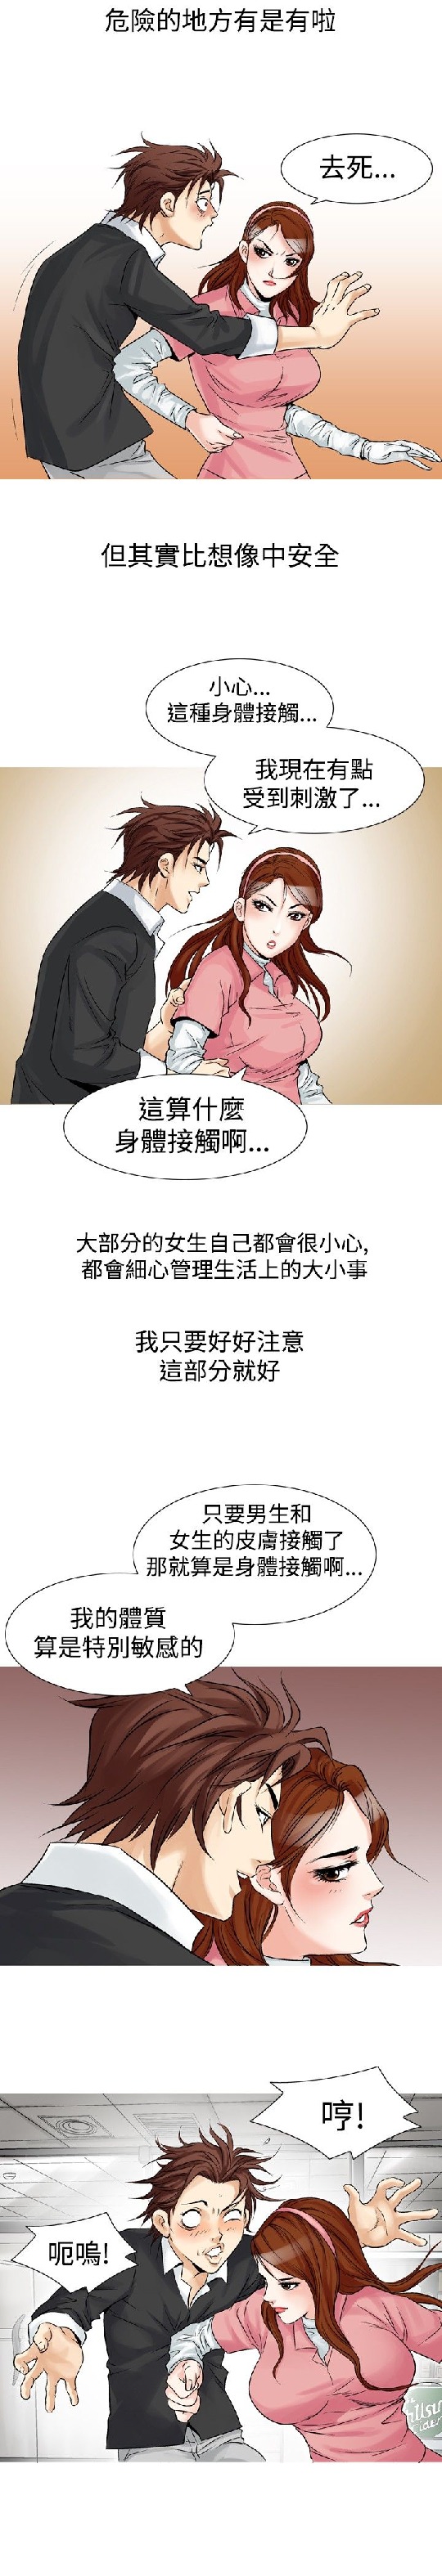 危險的地方有是有啦
去死...
但其實比想像中安全
小心...
這種身體接觸...
我現在有點
受到刺激了...
這算什麼
身體接觸啊...
大部分的女生自己都會很小心,
都會細心管理生活上的大小事
我只要好好注意
這部分就好
只要男生和
女生的皮膚接觸了
那就算是身體接觸啊...
我的體質
算是特別敏感的
哼!
呃嗚!